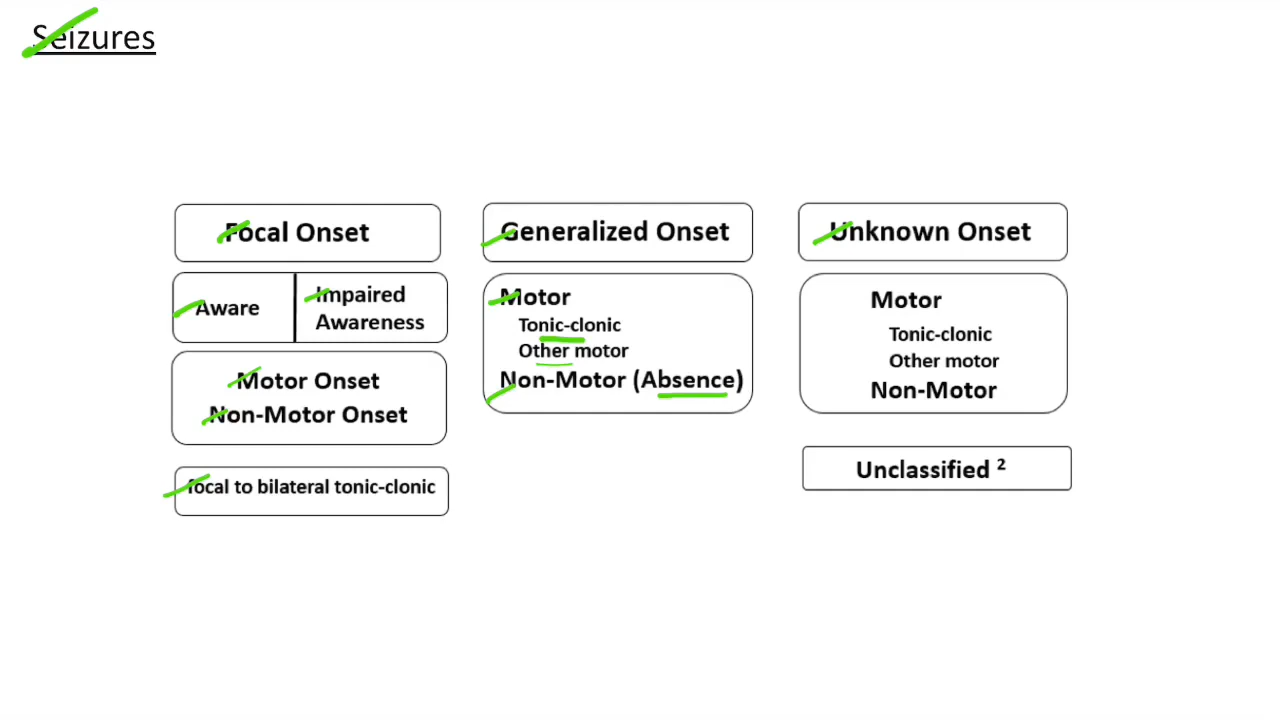 Seizures
Focal Onset
Aware
Impaired
Awareness
Motor Onset
Non-Motor Onset
focal to bilateral tonic-clonic
Generalized Onset
Motor
Tonic-clonic
Other motor
Non-Motor (Absence)
Unknown Onset
Motor
Tonic-clonic
Other motor
Non-Motor
Unclassified ²